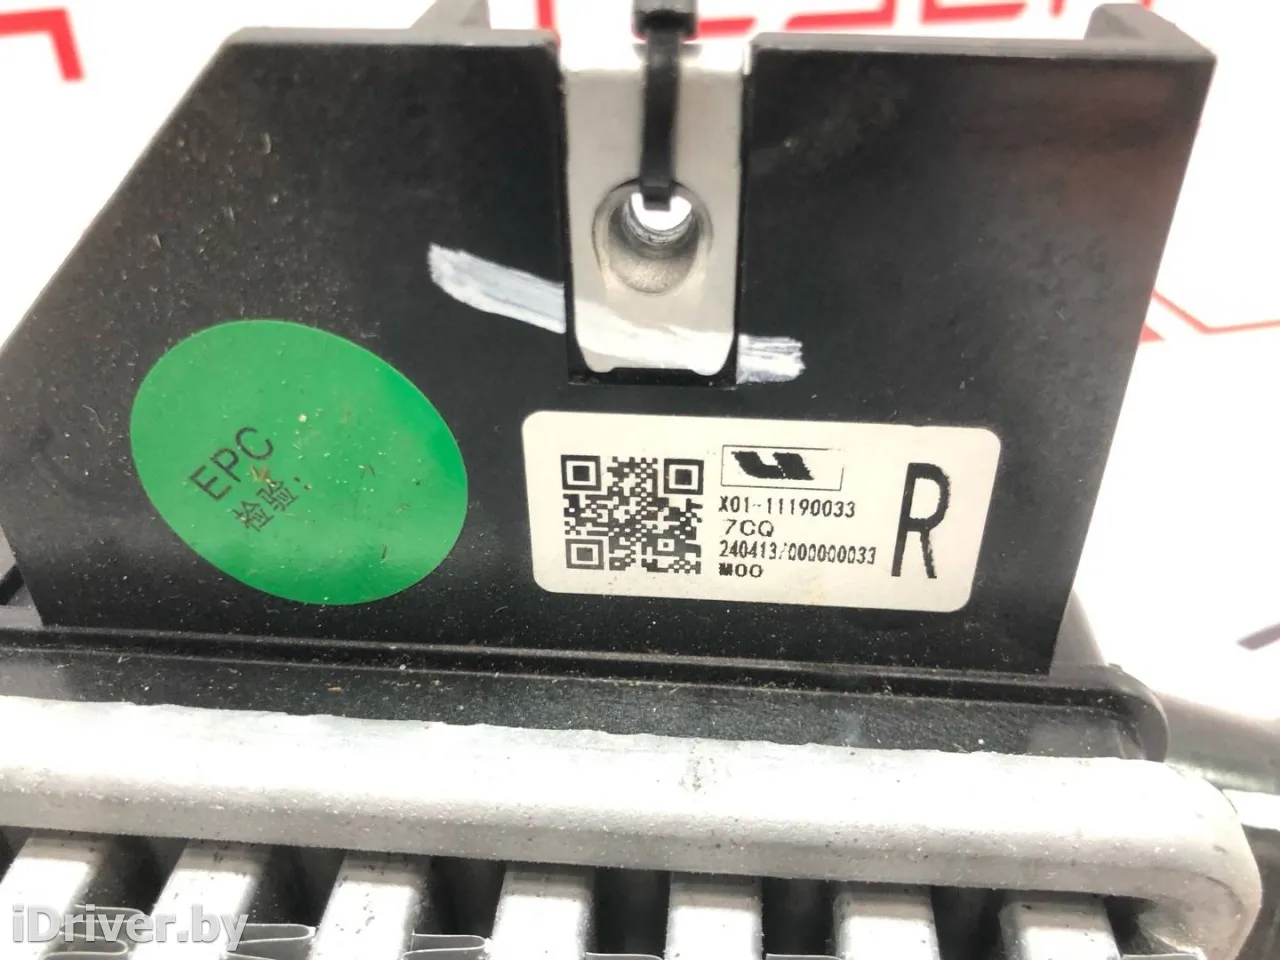 EPC
检验:
X01-11190033
7CQ
240413/000000033
M00
R
iDriver.by